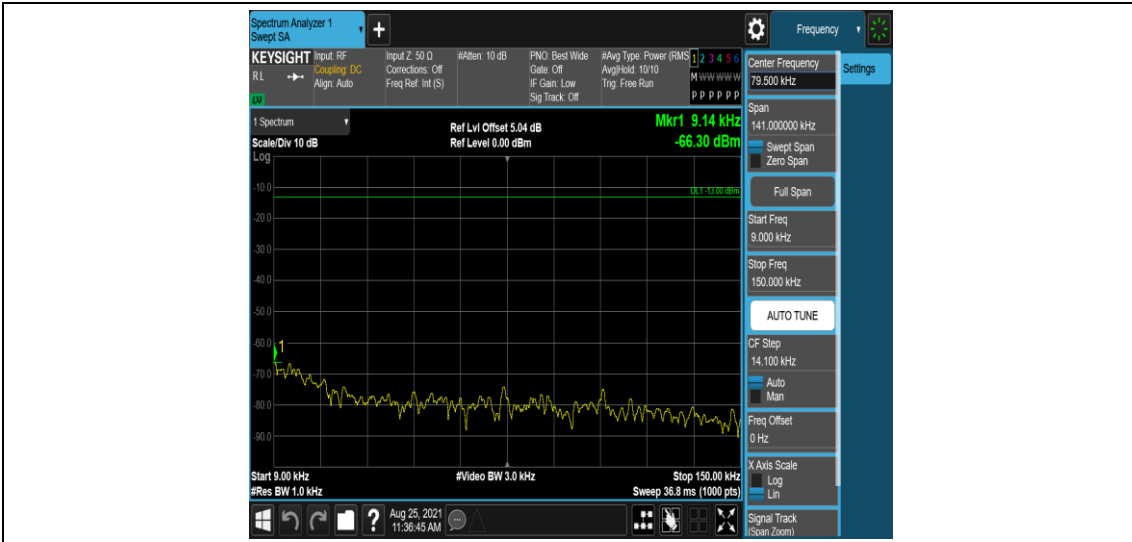 Spectrum Analyzer 1
Swept SA
+
Frequency
KEYSIGHT
RL
LXI
Input: RF
Coupling: DC
Align: Auto
Input Z: 50 Ω
Corrections: Off
Freq Ref: Int (S)
#Atten: 10 dB
PNO: Best Wide
Gate: Off
IF Gain: Low
Sig Track: Off
#Avg Type: Power (RMS
Avg|Hold: 10/10
Trig: Free Run
1 2 3 4 5 6
M W W W W W
P P P P P P
1 Spectrum
Scale/Div 10 dB
Log
Ref Lvl Offset 5.04 dB
Ref Level 0.00 dBm
Mkr1 9.14 kHz
-66.30 dBm
DL1 -13.00 dBm
-10.0
-20.0
-30.0
-40.0
-50.0
-60.0
-70.0
-80.0
-90.0
1
Start 9.00 kHz
#Res BW 1.0 kHz
#Video BW 3.0 kHz
Stop 150.00 kHz
Sweep 36.8 ms (1000 pts)
?
Aug 25, 2021
11:36:45 AM
Center Frequency
79.500 kHz
Span
141.000000 kHz
Swept Span
Zero Span
Full Span
Start Freq
9.000 kHz
Stop Freq
150.000 kHz
AUTO TUNE
CF Step
14.100 kHz
Auto
Man
Freq Offset
0 Hz
X Axis Scale
Log
Lin
Signal Track
(Span Zoom)
Settings